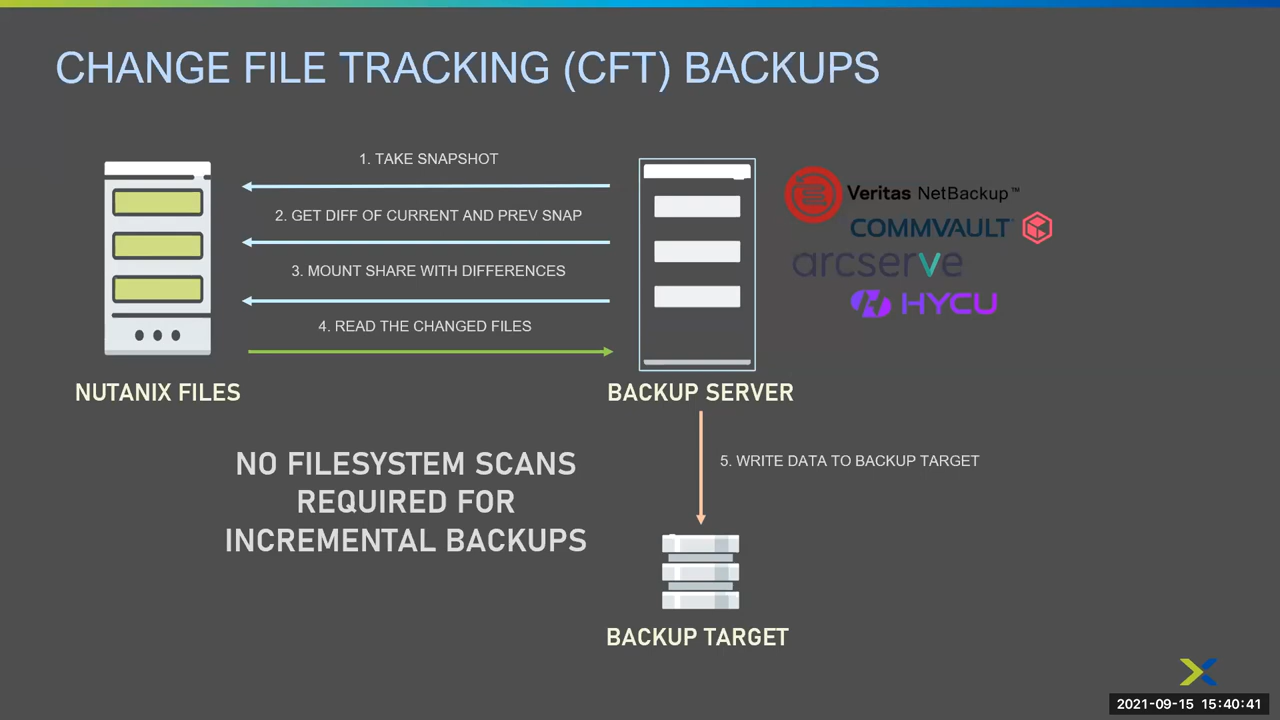 CHANGE FILE TRACKING (CFT) BACKUPS
1. TAKE SNAPSHOT
2. GET DIFF OF CURRENT AND PREV SNAP
3. MOUNT SHARE WITH DIFFERENCES
4. READ THE CHANGED FILES
Veritas NetBackup™
COMMVAULT
arcserve
HYCU
NUTANIX FILES
BACKUP SERVER
NO FILESYSTEM SCANS
REQUIRED FOR
INCREMENTAL BACKUPS
5. WRITE DATA TO BACKUP TARGET
BACKUP TARGET
2021-09-15 15:40:41